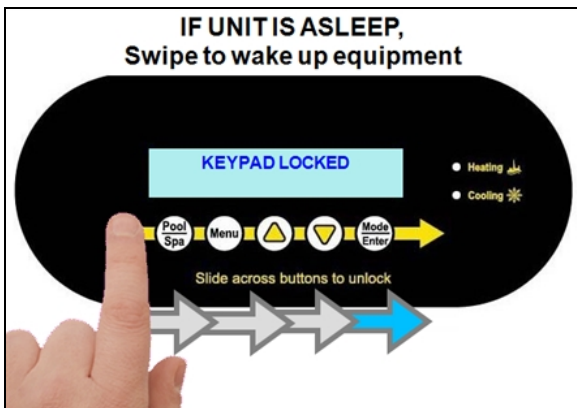 IF UNIT IS ASLEEP,
Swipe to wake up equipment
KEYPAD LOCKED
Heating
Cooling
Pool
Spa
Menu
Mode
Enter
Slide across buttons to unlock